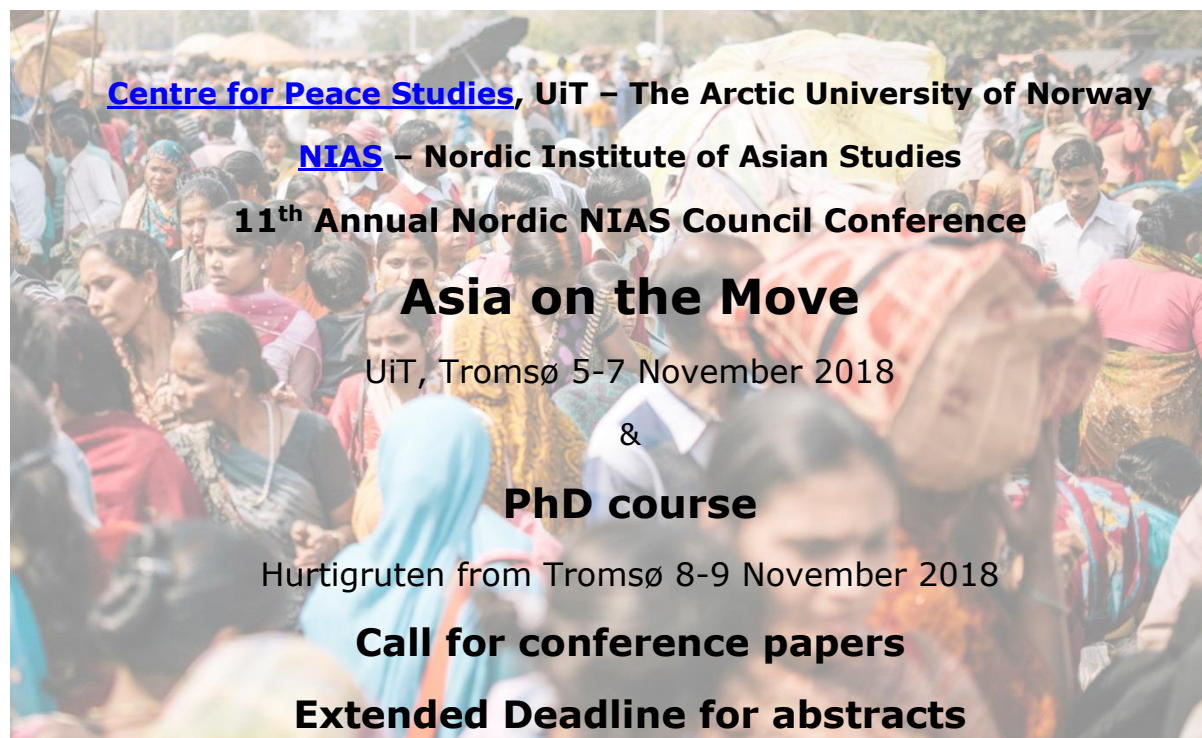 Centre for Peace Studies, UiT – The Arctic University of Norway
NIAS – Nordic Institute of Asian Studies
11th Annual Nordic NIAS Council Conference
Asia on the Move
UiT, Tromsø 5-7 November 2018
&
PhD course
Hurtigruten from Tromsø 8-9 November 2018
Call for conference papers
Extended Deadline for abstracts